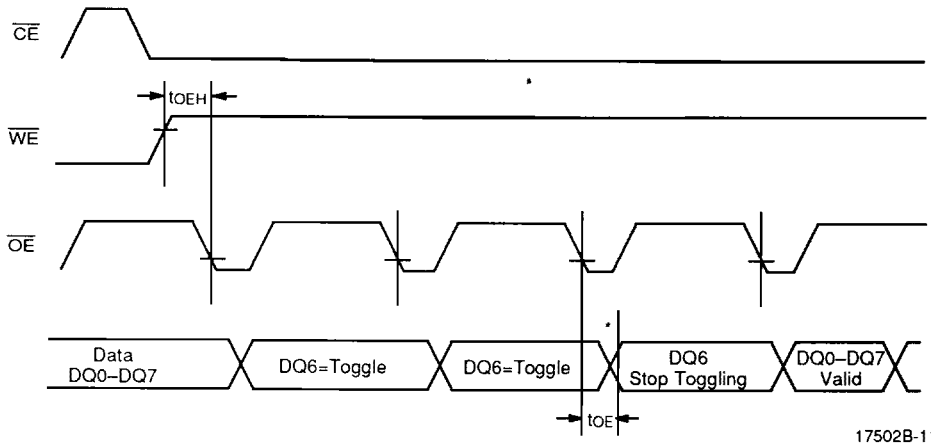 CE
tOEH
WE
OE
Data
DQ0–DQ7
DQ6=Toggle
DQ6=Toggle
DQ6
Stop Toggling
DQ0–DQ7
Valid
tOE
17502B-1